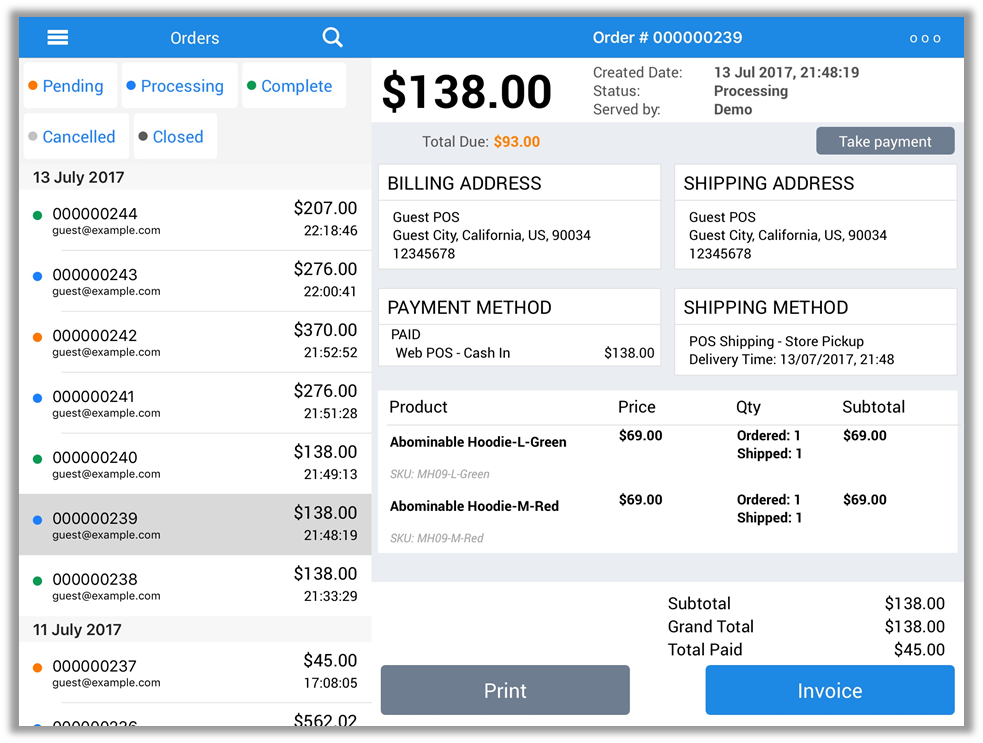 Orders
Order # 000000239
Pending
Processing
Complete
Cancelled
Closed
13 July 2017
000000244 $207.00
guest@example.com 22:18:46
000000243 $276.00
guest@example.com 22:00:41
000000242 $370.00
guest@example.com 21:52:52
000000241 $276.00
guest@example.com 21:51:28
000000240 $138.00
guest@example.com 21:49:13
000000239 $138.00
guest@example.com 21:48:19
000000238 $138.00
guest@example.com 21:33:29
11 July 2017
000000237 $45.00
guest@example.com 17:08:05
000000236 $562.02
$138.00
Created Date: 13 Jul 2017, 21:48:19
Status: Processing
Served by: Demo
Total Due: $93.00
Take payment
BILLING ADDRESS
Guest POS
Guest City, California, US, 90034
12345678
SHIPPING ADDRESS
Guest POS
Guest City, California, US, 90034
12345678
PAYMENT METHOD
PAID
Web POS - Cash In $138.00
SHIPPING METHOD
POS Shipping - Store Pickup
Delivery Time: 13/07/2017, 21:48
Product Price Qty Subtotal
Abominable Hoodie-L-Green $69.00 Ordered: 1 $69.00
Shipped: 1
SKU: MH09-L-Green
Abominable Hoodie-M-Red $69.00 Ordered: 1 $69.00
Shipped: 1
SKU: MH09-M-Red
Subtotal $138.00
Grand Total $138.00
Total Paid $45.00
Print
Invoice